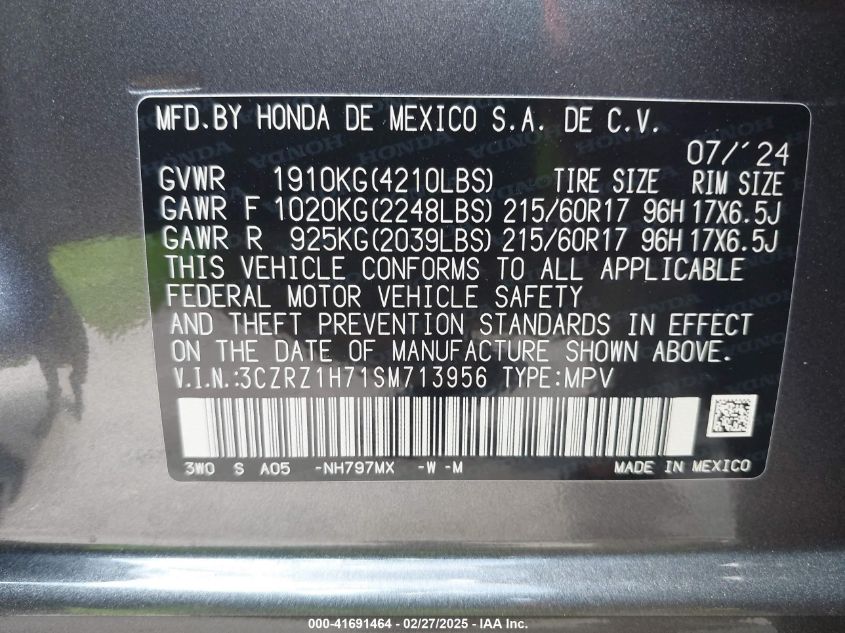 MFD.BY HONDA DE MEXICO S.A. DE C.V.
07/´24
GVWR 1910KG(4210LBS) TIRE SIZE RIM SIZE
GAWR F 1020KG(2248LBS) 215/60R17 96H 17X6.5J
GAWR R 925KG(2039LBS) 215/60R17 96H 17X6.5J
THIS VEHICLE CONFORMS TO ALL APPLICABLE
FEDERAL MOTOR VEHICLE SAFETY
AND THEFT PREVENTION STANDARDS IN EFFECT
ON THE DATE OF MANUFACTURE SHOWN ABOVE.
V.I.N.:3CZRZ1H71SM713956 TYPE:MPV
3W0 S A05 -NH797MX -W -M MADE IN MEXICO
000-41691464 - 02/27/2025 - IAA Inc.